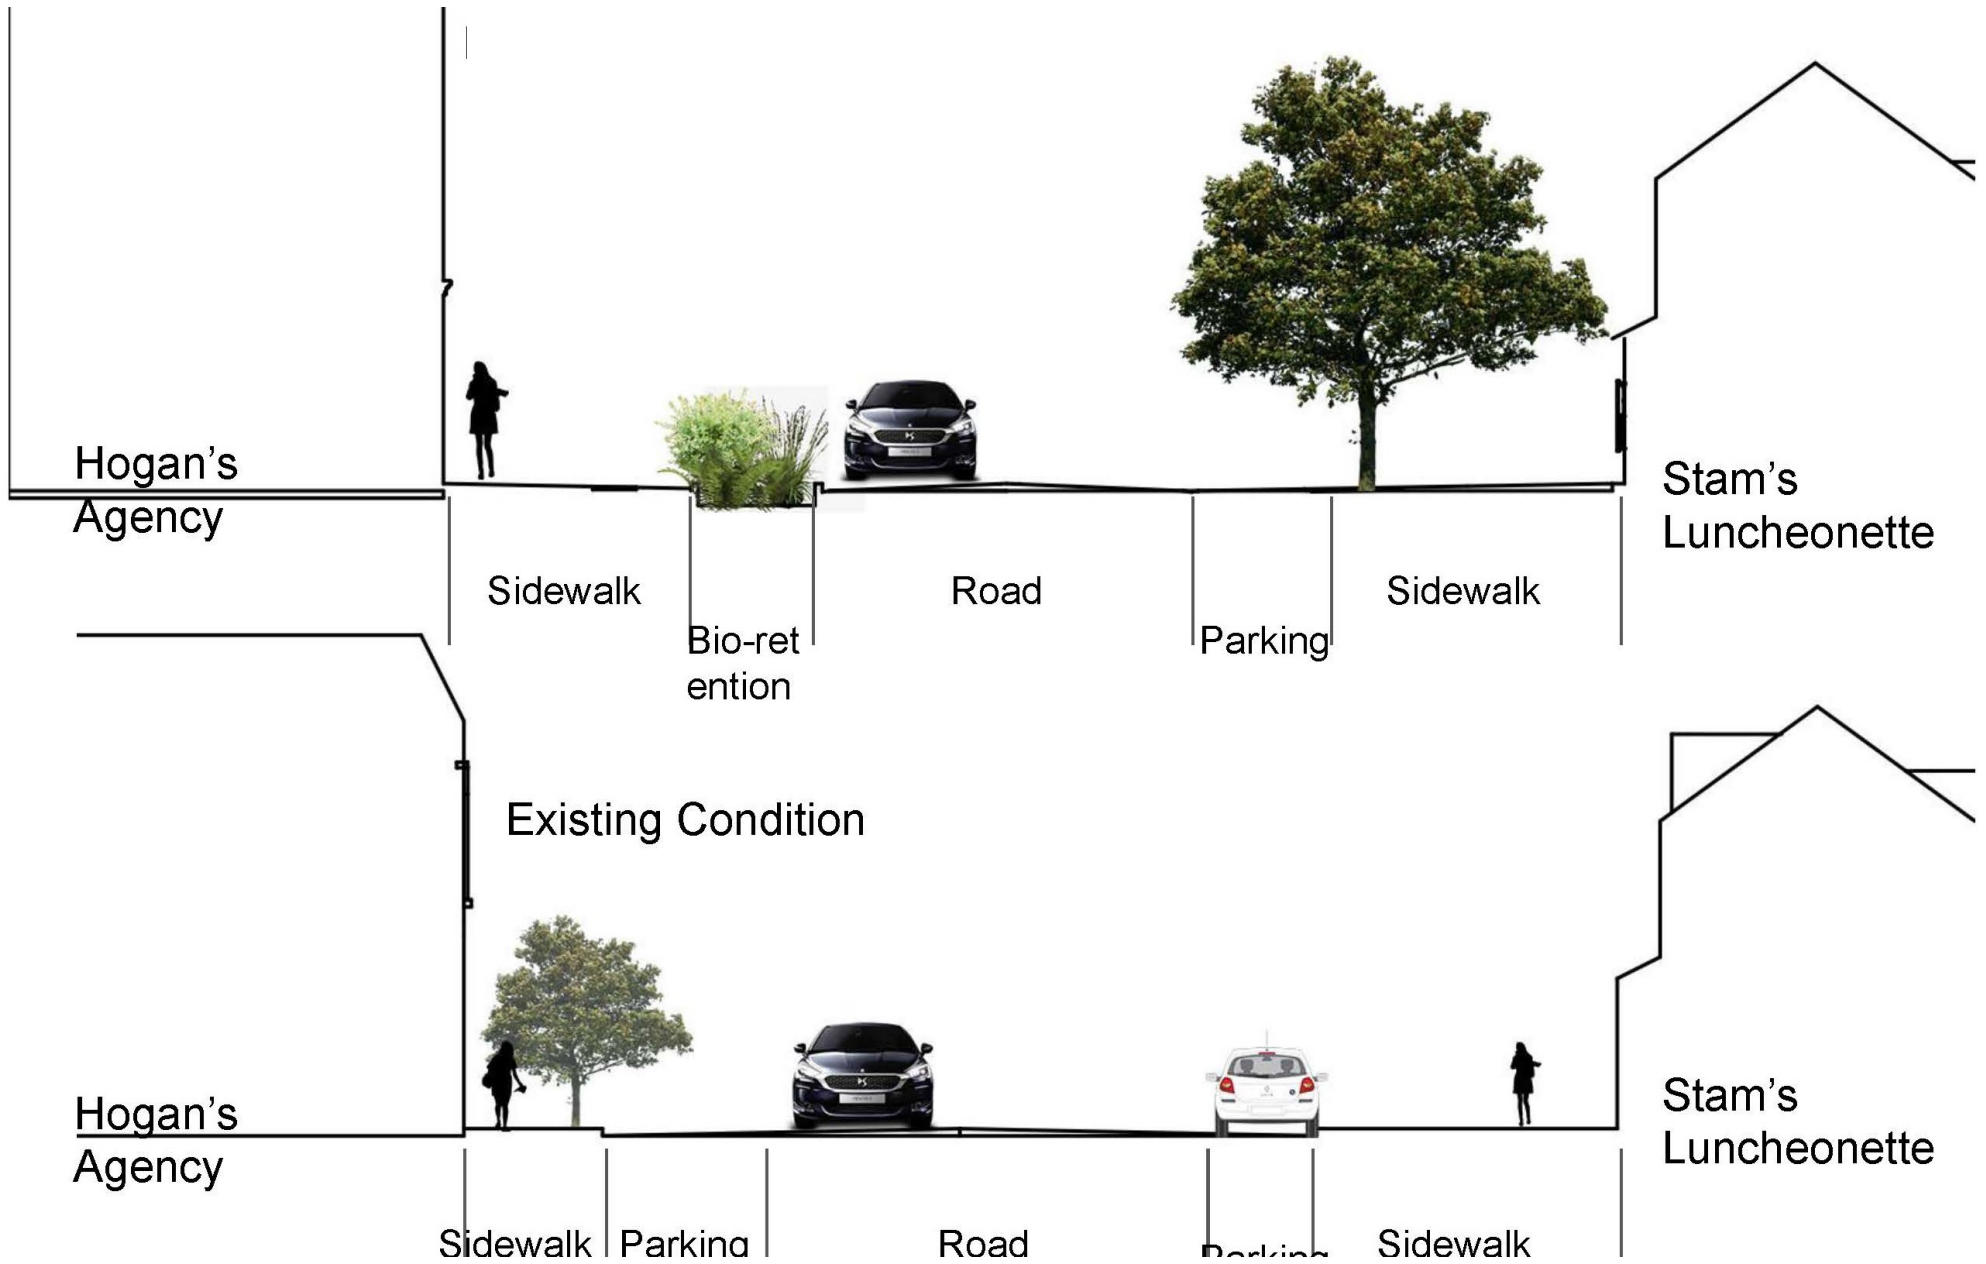 Hogan's
Agency
Stam's
Luncheonette
Sidewalk
Road
Sidewalk
Bio-ret
ention
Parking
Existing Condition
Hogan's
Agency
Stam's
Luncheonette
Sidewalk
Parking
Road
Parking
Sidewalk